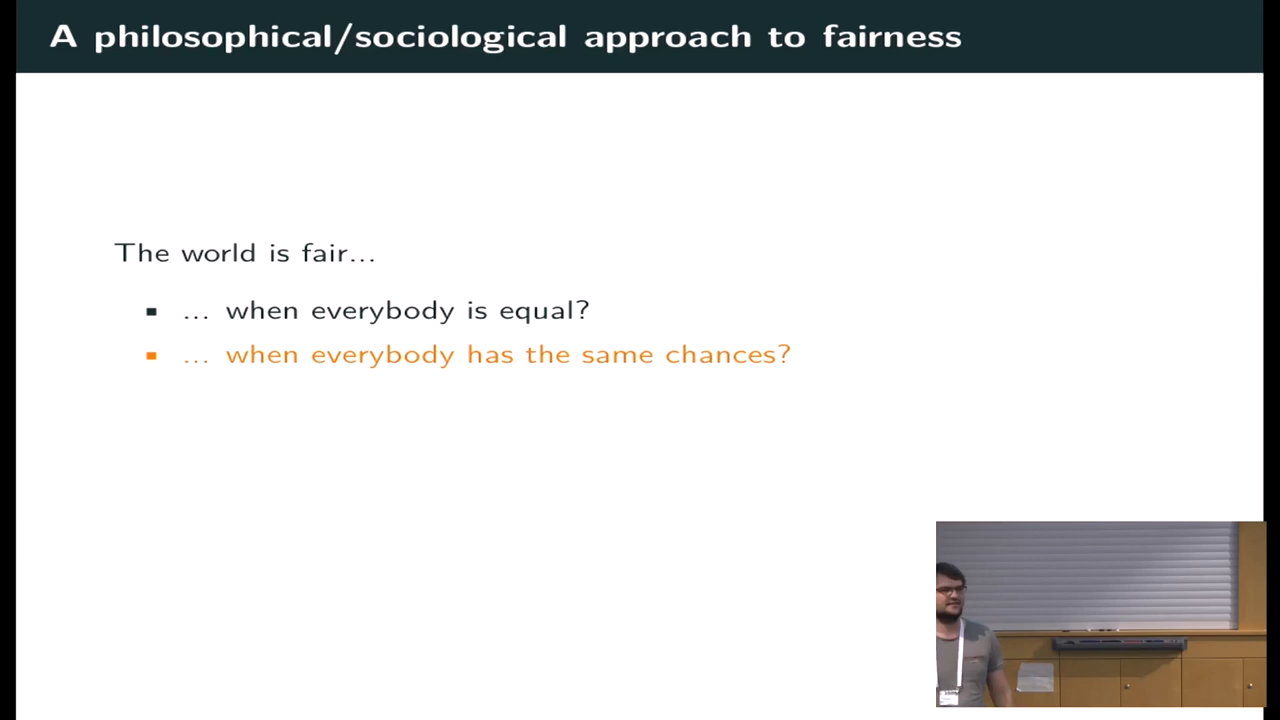 A philosophical/sociological approach to fairness
The world is fair...
... when everybody is equal?
... when everybody has the same chances?